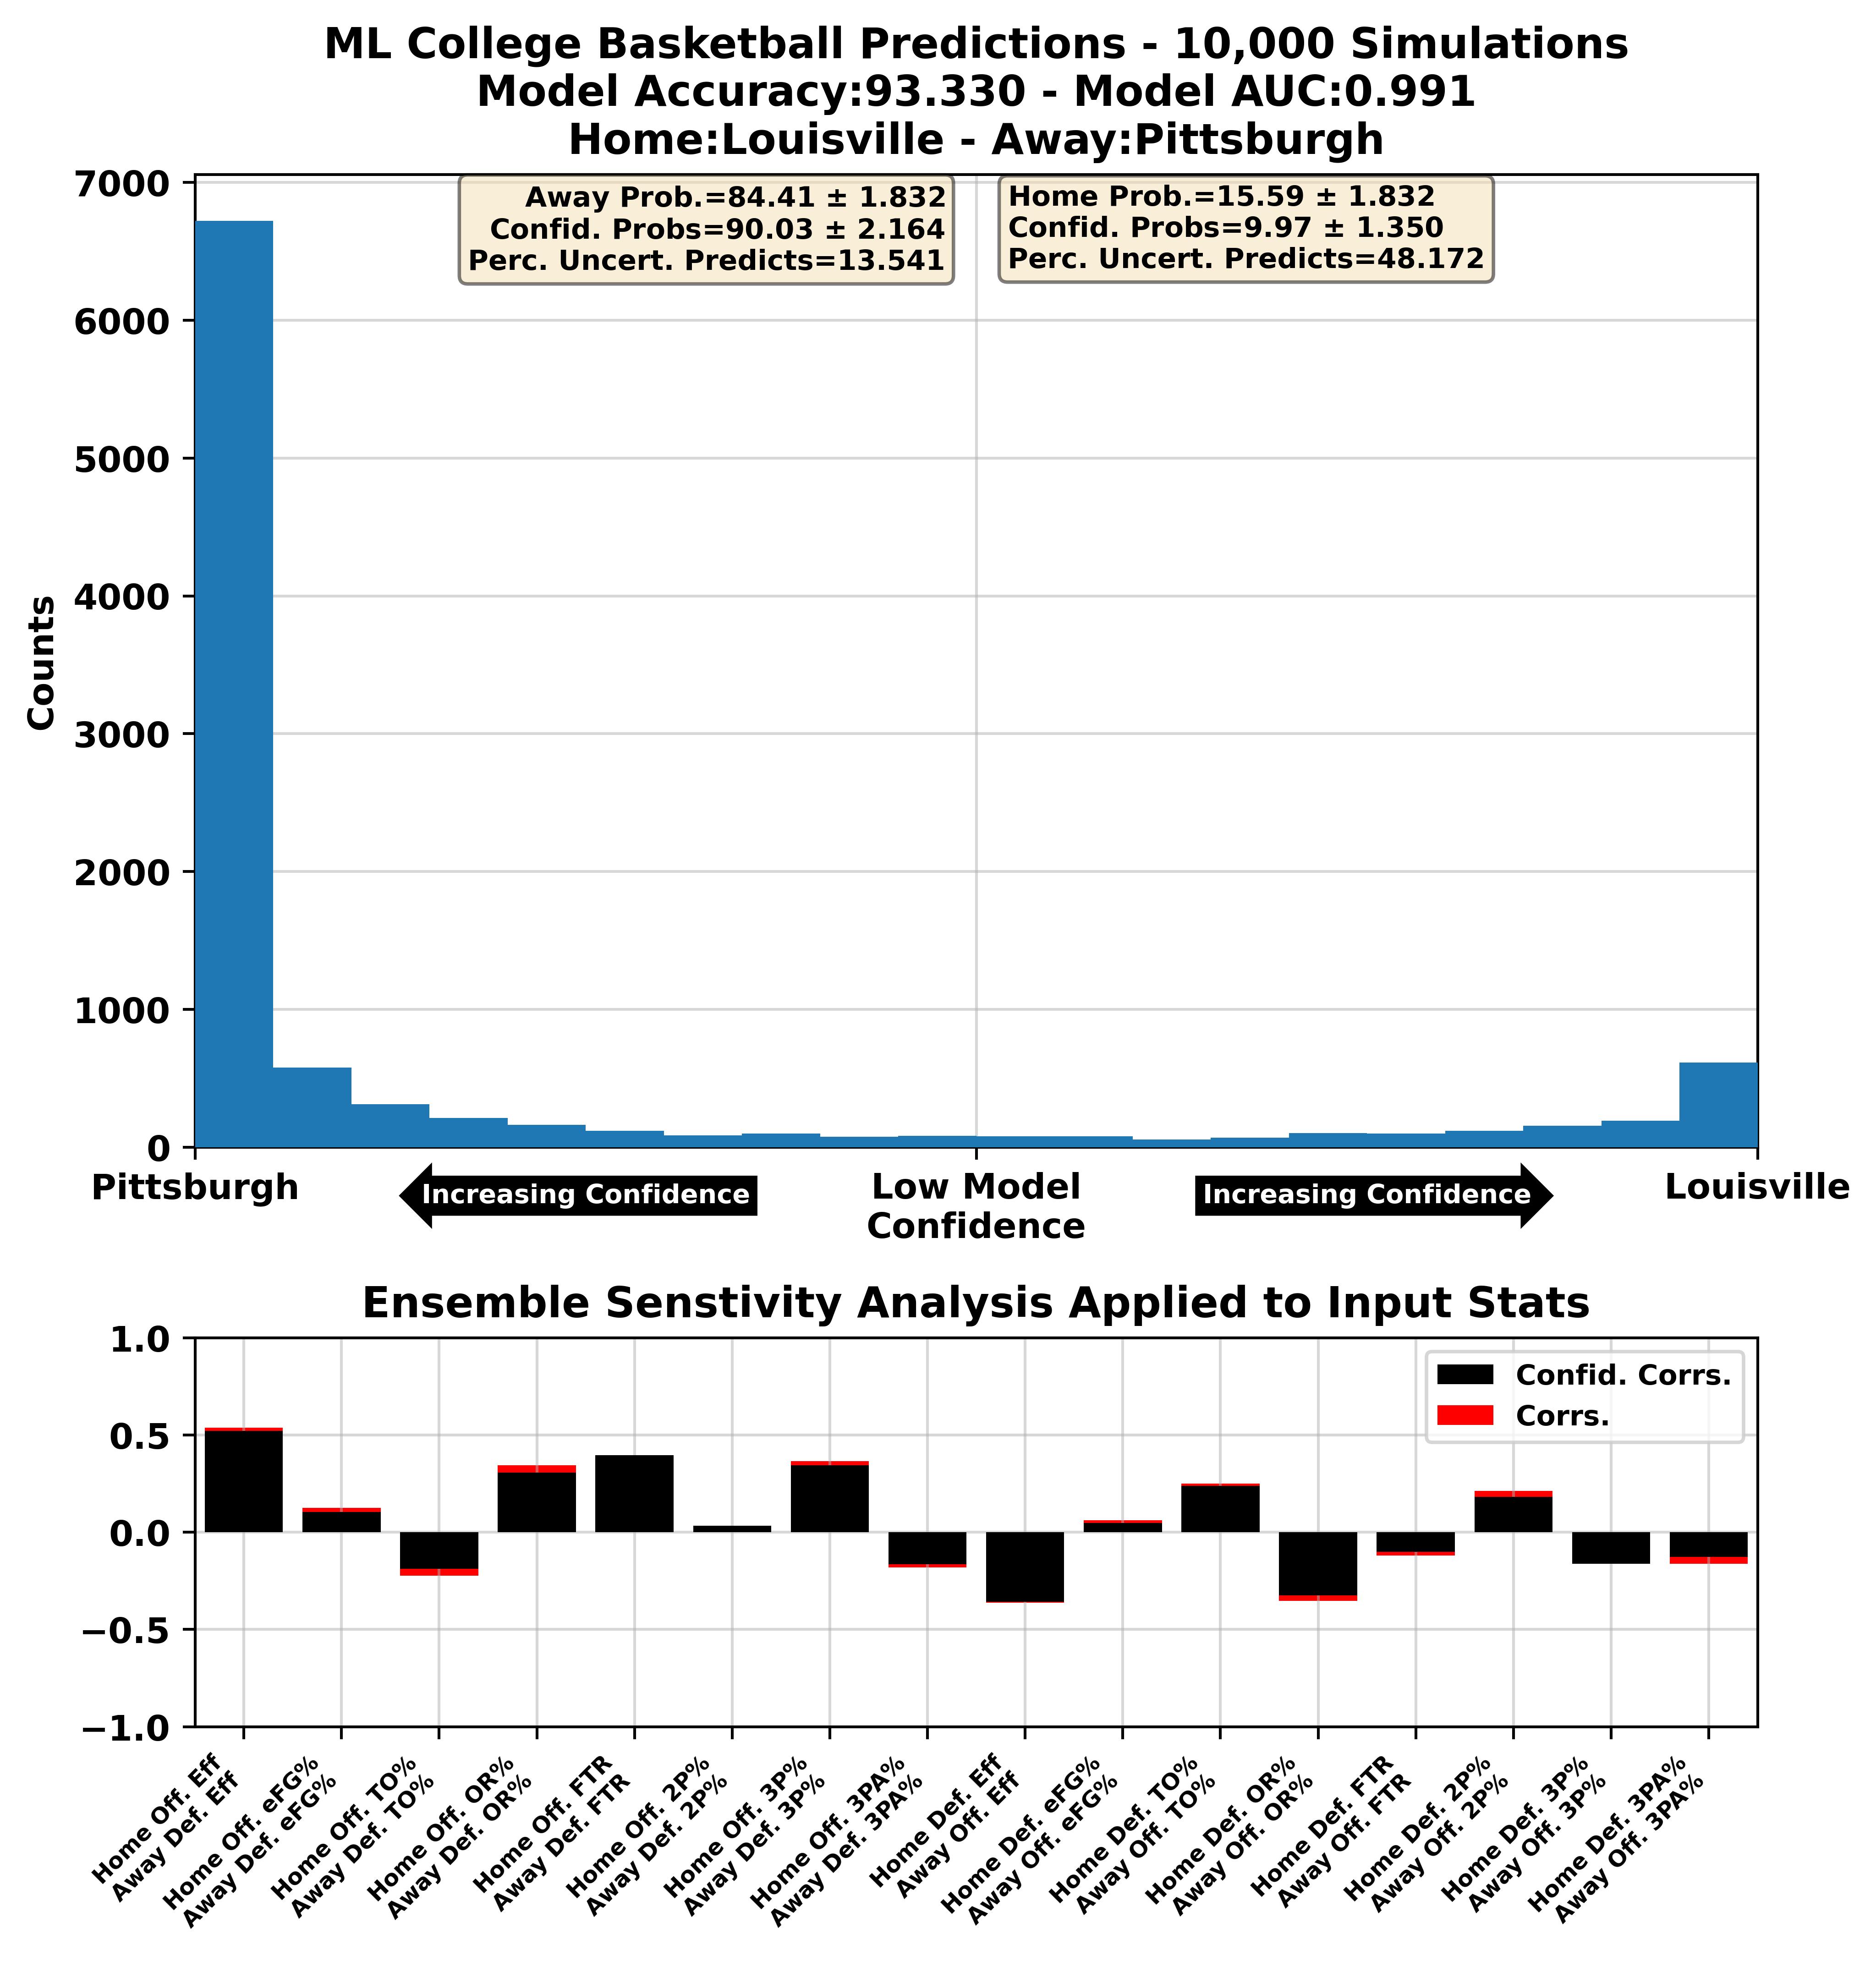 ML College Basketball Predictions - 10,000 Simulations
Model Accuracy:93.330 - Model AUC:0.991
Home:Louisville - Away:Pittsburgh
Away Prob.=84.41 ± 1.832
Confid. Probs=90.03 ± 2.164
Perc. Uncert. Predicts=13.541
Home Prob.=15.59 ± 1.832
Confid. Probs=9.97 ± 1.350
Perc. Uncert. Predicts=48.172
Counts
7000
6000
5000
4000
3000
2000
1000
0
Pittsburgh
Increasing Confidence
Low Model
Confidence
Increasing Confidence
Louisville
Ensemble Senstivity Analysis Applied to Input Stats
1.0
0.5
0.0
−0.5
−1.0
Confid. Corrs.
Corrs.
Home Off. Eff
Away Def. Eff
Home Off. eFG%
Away Def. eFG%
Home Off. TO%
Away Def. TO%
Home Off. OR%
Away Def. OR%
Home Off. FTR
Away Def. FTR
Home Off. 2P%
Away Def. 2P%
Home Off. 3P%
Away Def. 3P%
Home Off. 3PA%
Away Def. 3PA%
Home Def. Eff
Away Off. Eff
Home Def. eFG%
Away Off. eFG%
Home Def. TO%
Away Off. TO%
Home Def. OR%
Away Off. OR%
Home Def. FTR
Away Off. FTR
Home Def. 2P%
Away Off. 2P%
Home Def. 3P%
Away Off. 3P%
Home Def. 3PA%
Away Off. 3PA%